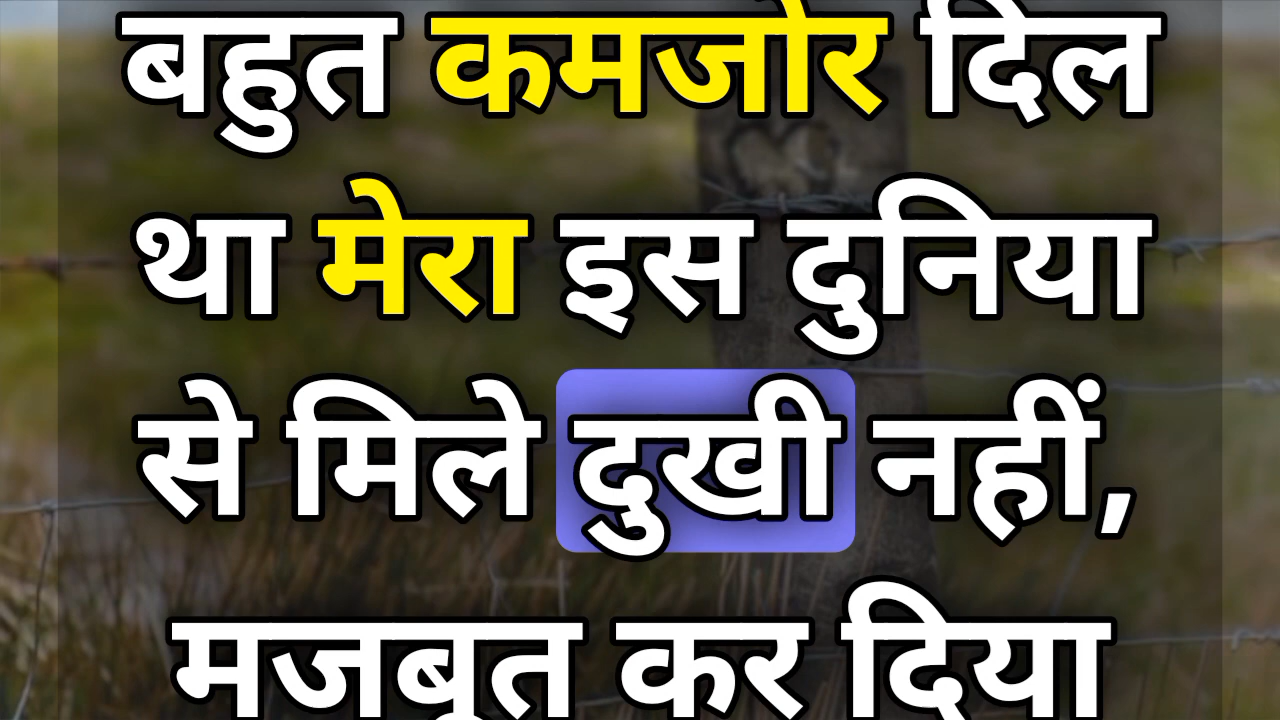 बहुत कमजोर दिल
था मेरा इस दुनिया
से मिले दुखी नहीं,
मजबूत कर दिया